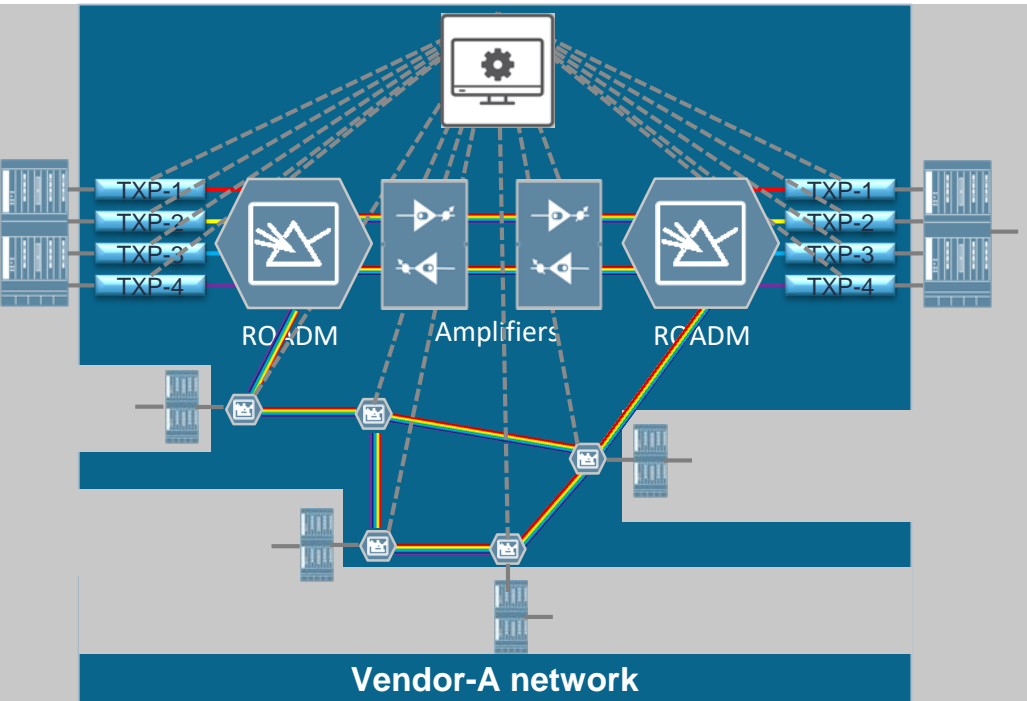 TXP-1
TXP-2
TXP-3
TXP-4
TXP-1
TXP-2
TXP-3
TXP-4
ROADM
Amplifiers
ROADM
Vendor-A network